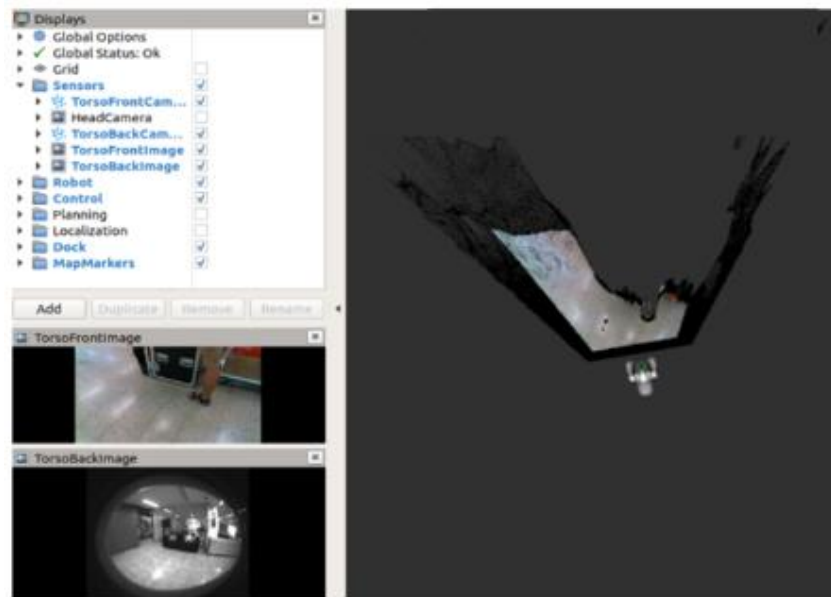 Displays
Global Options
Global Status: Ok
Grid
Sensors
TorsoFrontCam...
HeadCamera
TorsoBackCam...
TorsoFrontImage
TorsoBackImage
Robot
Control
Planning
Localization
Dock
MapMarkers
Add Duplicate Remove Rename
TorsoFrontImage
TorsoBackImage